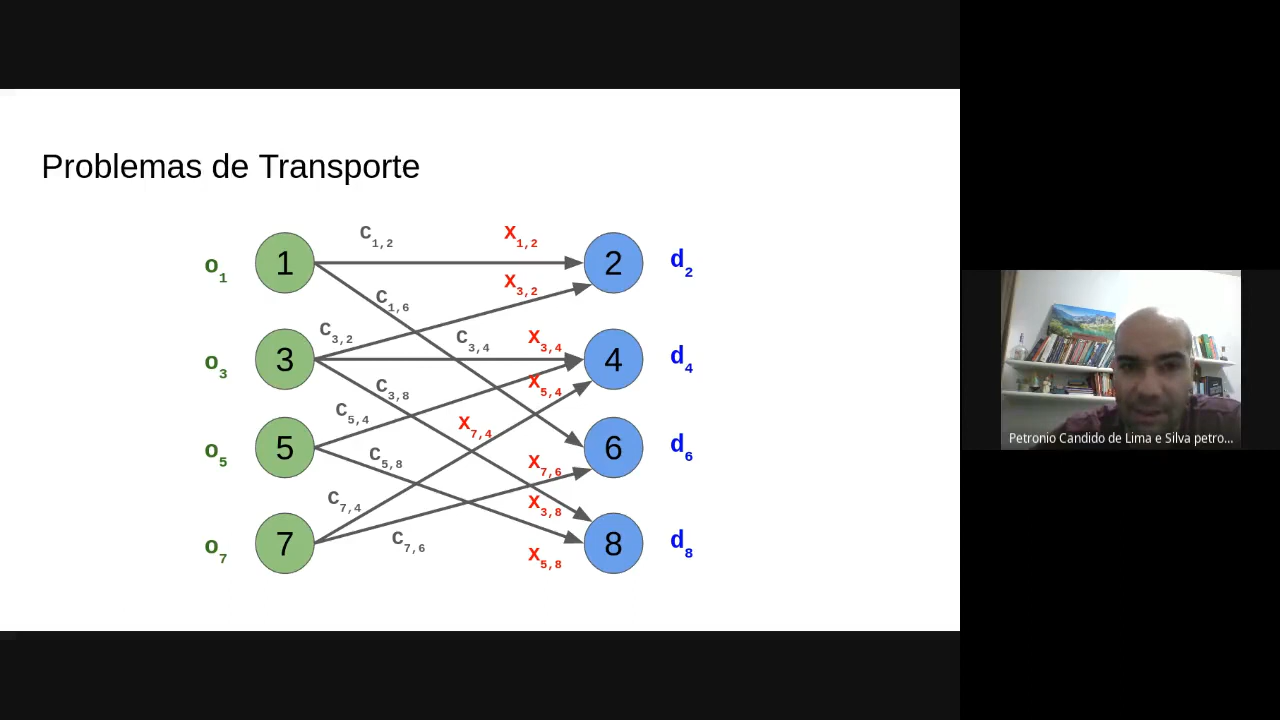 Problemas de Transporte
o1 1 C1,2 X1,2 2 d2
C1,6 X3,2
o3 3 C3,2 C3,4 X3,4 4 d4
C3,8 X5,4
C5,4 X7,4
o5 5 C5,8 6 d6
X7,6
C7,4 X3,8
o7 7 C7,6 X5,8 8 d8
Petronio Candido de Lima e Silva petro...